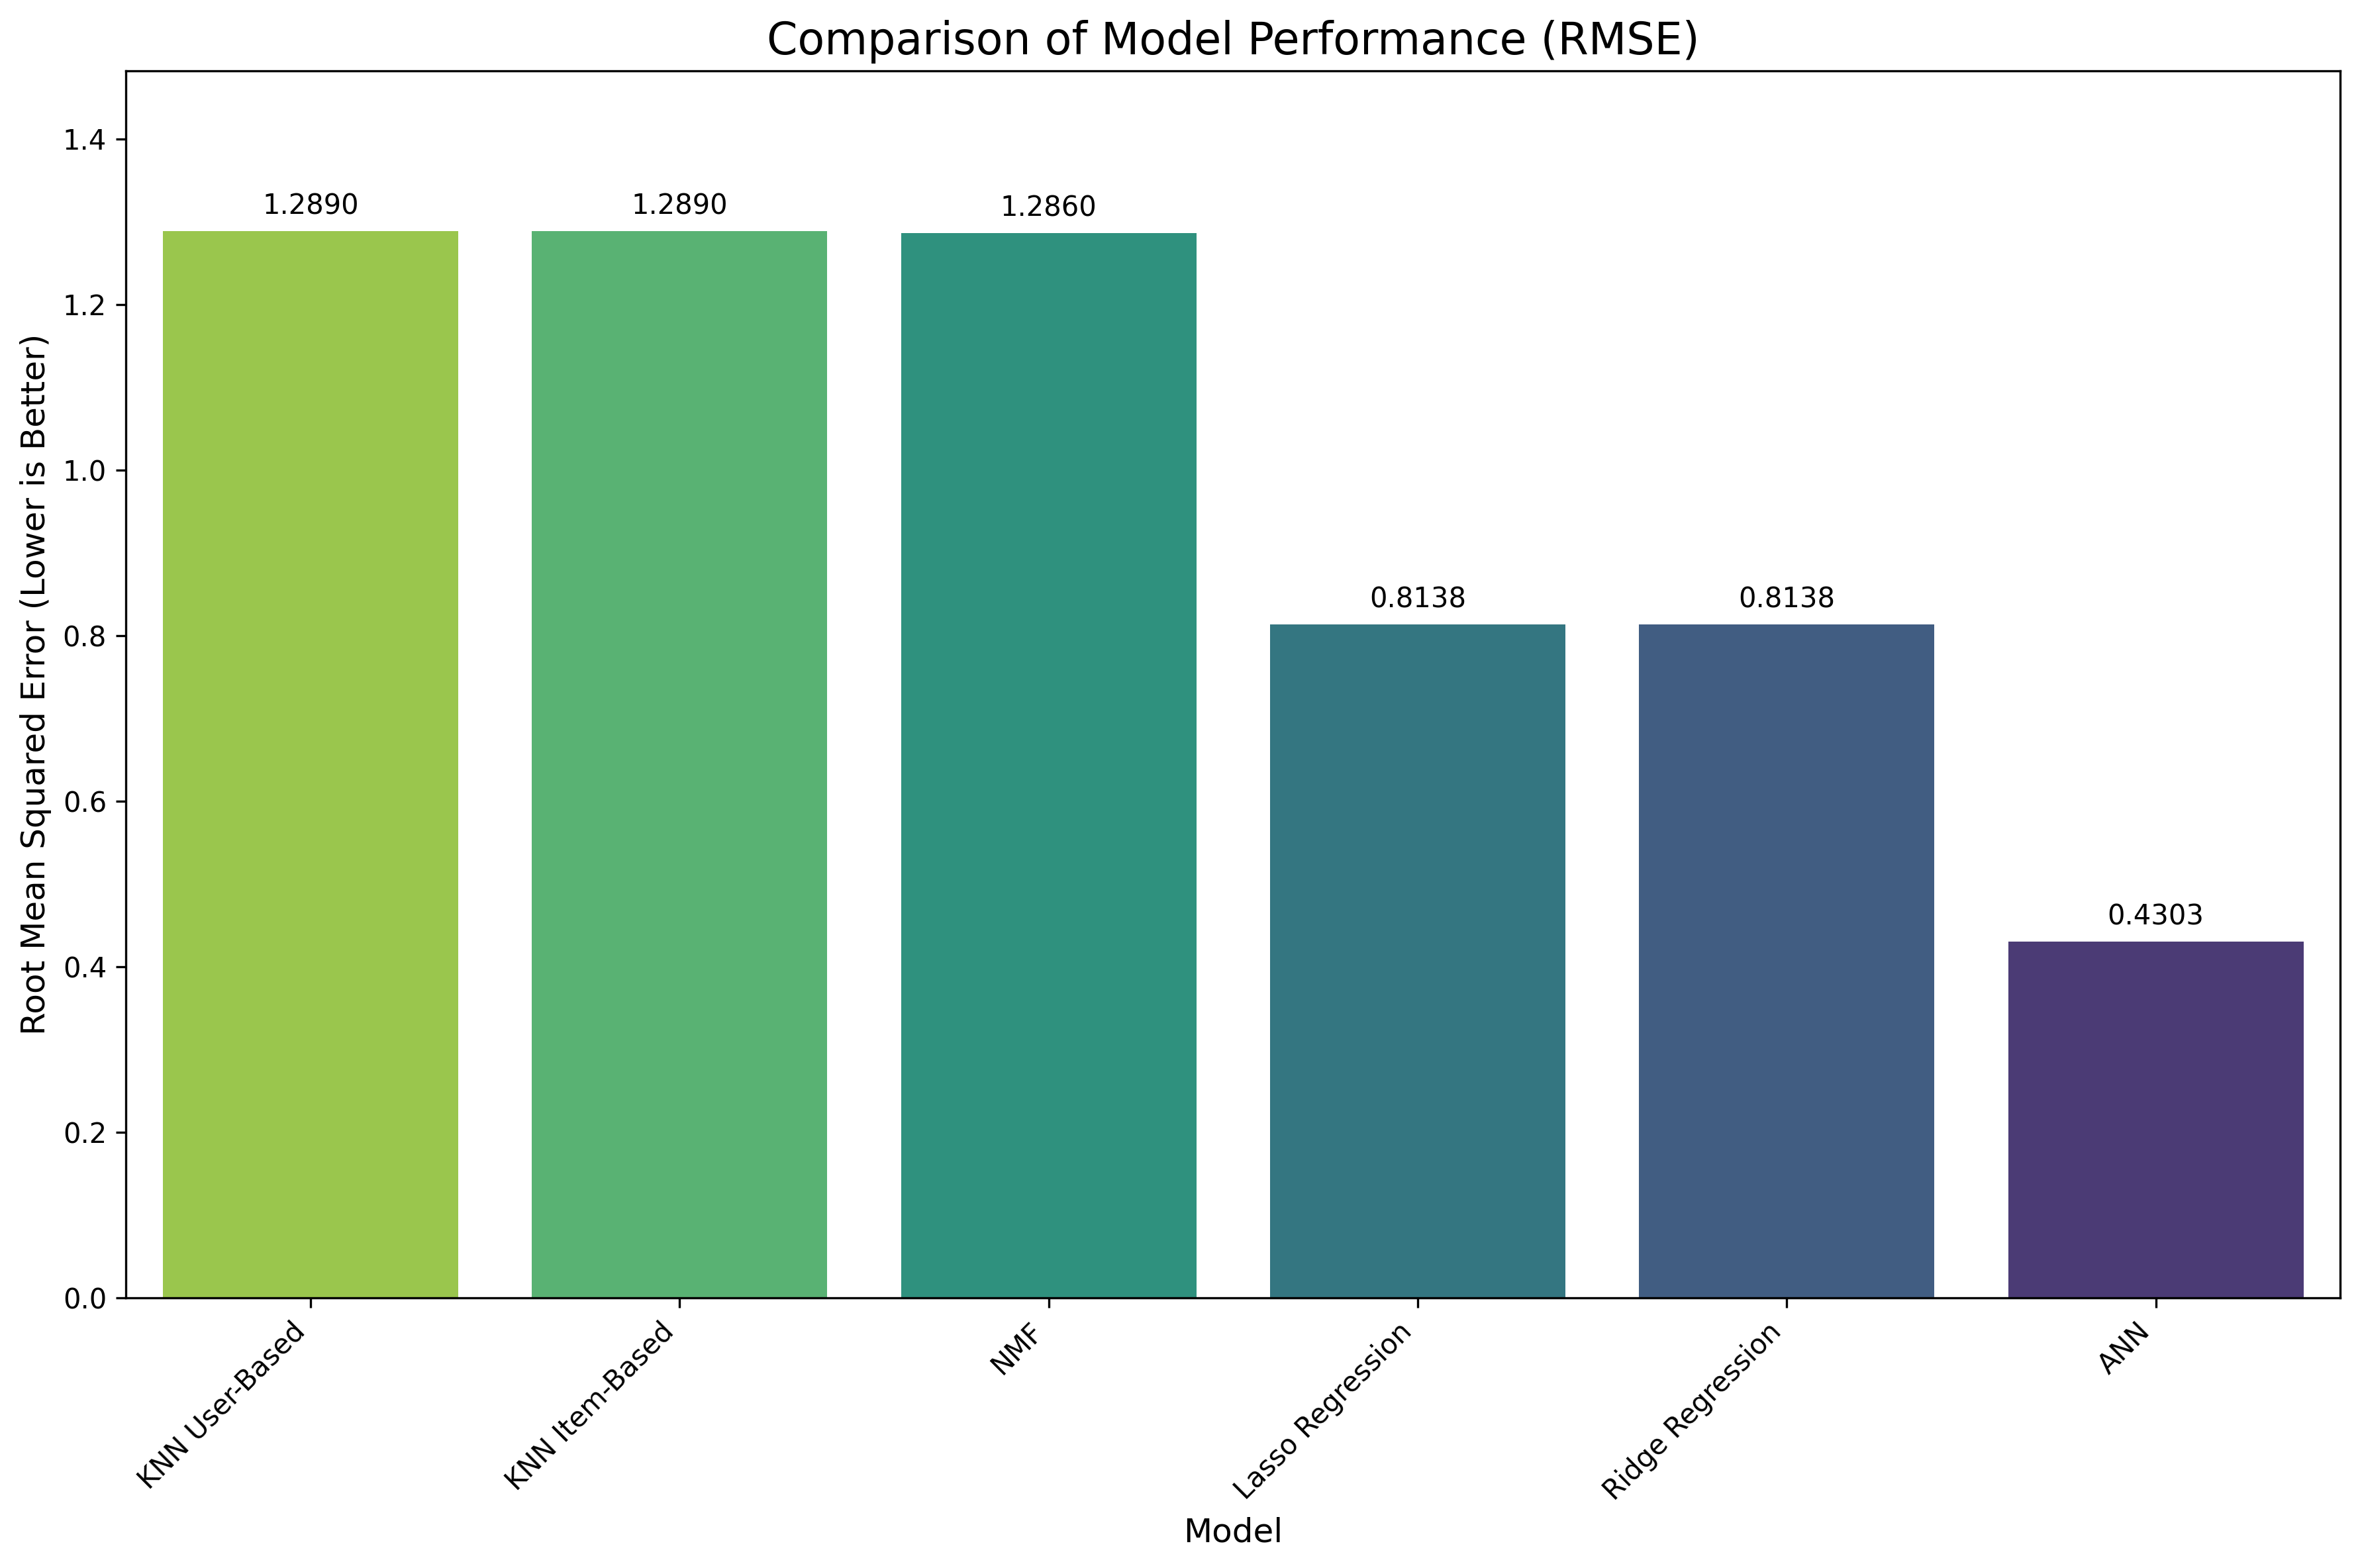 Comparison of Model Performance (RMSE)
Root Mean Squared Error (Lower is Better)
1.4
1.2
1.0
0.8
0.6
0.4
0.2
0.0
1.2890
1.2890
1.2860
0.8138
0.8138
0.4303
KNN User-Based
KNN Item-Based
NMF
Lasso Regression
Ridge Regression
ANN
Model